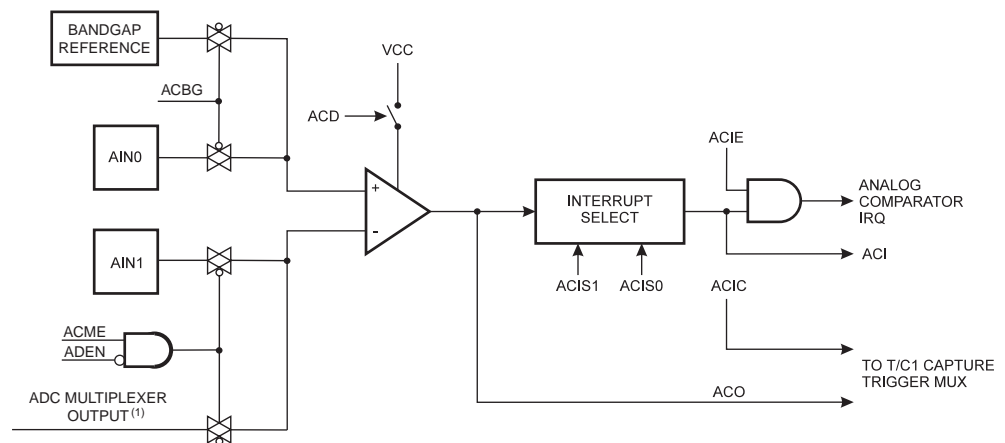 BANDGAP
REFERENCE
VCC
ACBG
ACD
AIN0
ACIE
+
-
INTERRUPT
SELECT
ANALOG
COMPARATOR
IRQ
AIN1
ACI
ACIS1
ACIS0
ACIC
ACME
ADEN
TO T/C1 CAPTURE
TRIGGER MUX
ADC MULTIPLEXER
OUTPUT (1)
ACO